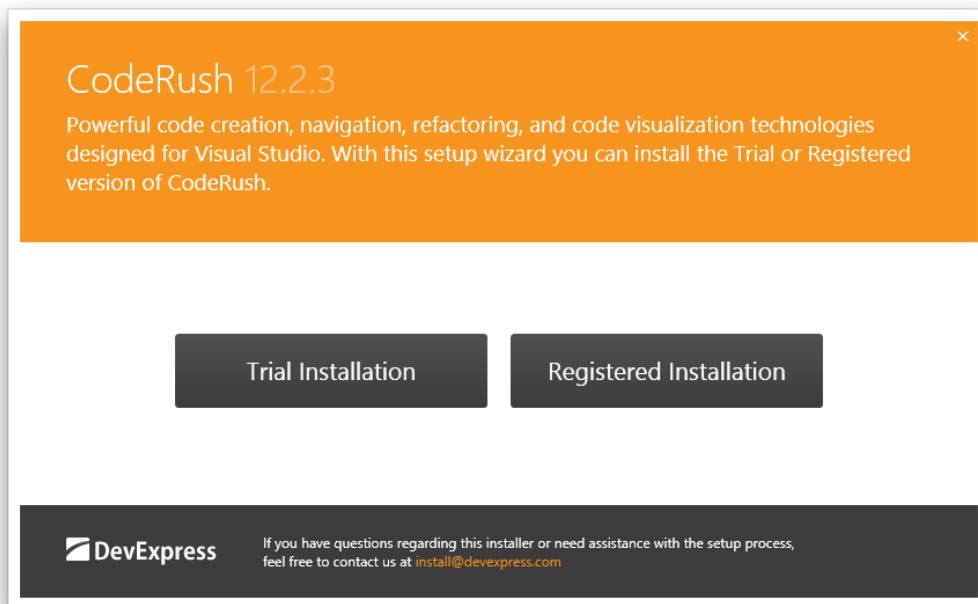 CodeRush 12.2.3
Powerful code creation, navigation, refactoring, and code visualization technologies
designed for Visual Studio. With this setup wizard you can install the Trial or Registered
version of CodeRush.
Trial Installation
Registered Installation
DevExpress
If you have questions regarding this installer or need assistance with the setup process,
feel free to contact us at install@devexpress.com